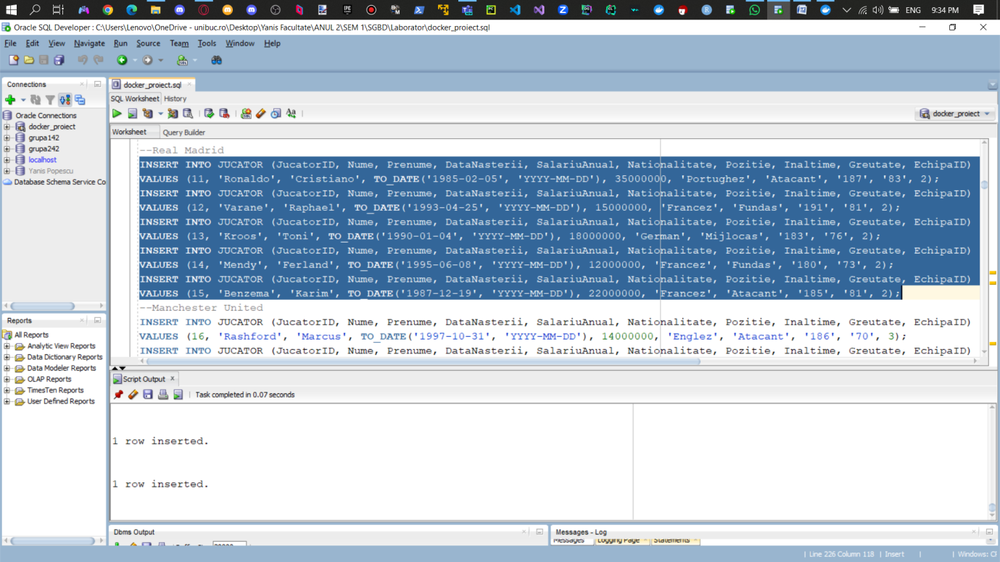 ENG 9:34 PM
Oracle SQL Developer : C:\Users\Lenovo\OneDrive - unibuc.ro\Desktop\Yanis Facultate\ANUL 2\SEM 1\SGBD\Laborator\docker_proiect.sql
File Edit View Navigate Run Source Team Tools Window Help
Connections
docker_proiect.sql
SQL Worksheet History
docker_proiect
Worksheet Query Builder
Oracle Connections
docker_proiect
grupa142
grupa242
localhost
Yanis Popescu
Database Schema Service Co
--Real Madrid
INSERT INTO JUCATOR (JucatorID, Nume, Prenume, DataNasterii, SalariuAnual, Nationalitate, Pozitie, Inaltime, Greutate, EchipaID)
VALUES (11, 'Ronaldo', 'Cristiano', TO_DATE('1985-02-05', 'YYYY-MM-DD'), 35000000, 'Portughez', 'Atacant', '187', '83', 2);
INSERT INTO JUCATOR (JucatorID, Nume, Prenume, DataNasterii, SalariuAnual, Nationalitate, Pozitie, Inaltime, Greutate, EchipaID)
VALUES (12, 'Varane', 'Raphael', TO_DATE('1993-04-25', 'YYYY-MM-DD'), 15000000, 'Francez', 'Fundas', '191', '81', 2);
INSERT INTO JUCATOR (JucatorID, Nume, Prenume, DataNasterii, SalariuAnual, Nationalitate, Pozitie, Inaltime, Greutate, EchipaID)
VALUES (13, 'Kroos', 'Toni', TO_DATE('1990-01-04', 'YYYY-MM-DD'), 18000000, 'German', 'Mijlocas', '183', '76', 2);
INSERT INTO JUCATOR (JucatorID, Nume, Prenume, DataNasterii, SalariuAnual, Nationalitate, Pozitie, Inaltime, Greutate, EchipaID)
VALUES (14, 'Mendy', 'Ferland', TO_DATE('1995-06-08', 'YYYY-MM-DD'), 12000000, 'Francez', 'Fundas', '180', '73', 2);
INSERT INTO JUCATOR (JucatorID, Nume, Prenume, DataNasterii, SalariuAnual, Nationalitate, Pozitie, Inaltime, Greutate, EchipaID)
VALUES (15, 'Benzema', 'Karim', TO_DATE('1987-12-19', 'YYYY-MM-DD'), 22000000, 'Francez', 'Atacant', '185', '81', 2);
--Manchester United
INSERT INTO JUCATOR (JucatorID, Nume, Prenume, DataNasterii, SalariuAnual, Nationalitate, Pozitie, Inaltime, Greutate, EchipaID)
VALUES (16, 'Rashford', 'Marcus', TO_DATE('1997-10-31', 'YYYY-MM-DD'), 14000000, 'Englez', 'Atacant', '186', '70', 3);
INSERT INTO JUCATOR (JucatorID, Nume, Prenume, DataNasterii, SalariuAnual, Nationalitate, Pozitie, Inaltime, Greutate, EchipaID)
Reports
All Reports
Analytic View Reports
Data Dictionary Reports
Data Modeler Reports
OLAP Reports
TimesTen Reports
User Defined Reports
Script Output
Task completed in 0.07 seconds
1 row inserted.
1 row inserted.
Dbms Output
Messages - Log
Messages Logging Page Statements
Line 226 Column 118 Insert Windows: CF